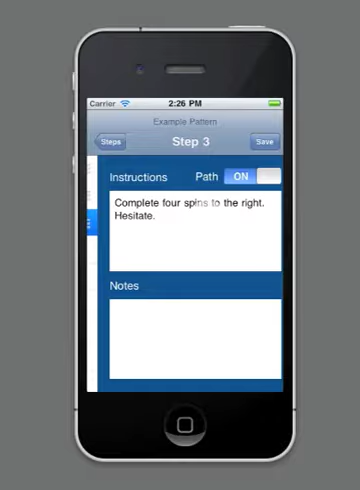 Carrier 2:26 PM
Example Pattern
Steps Step 3 Save
Instructions Path ON
Complete four spins to the right.
Hesitate.
Notes